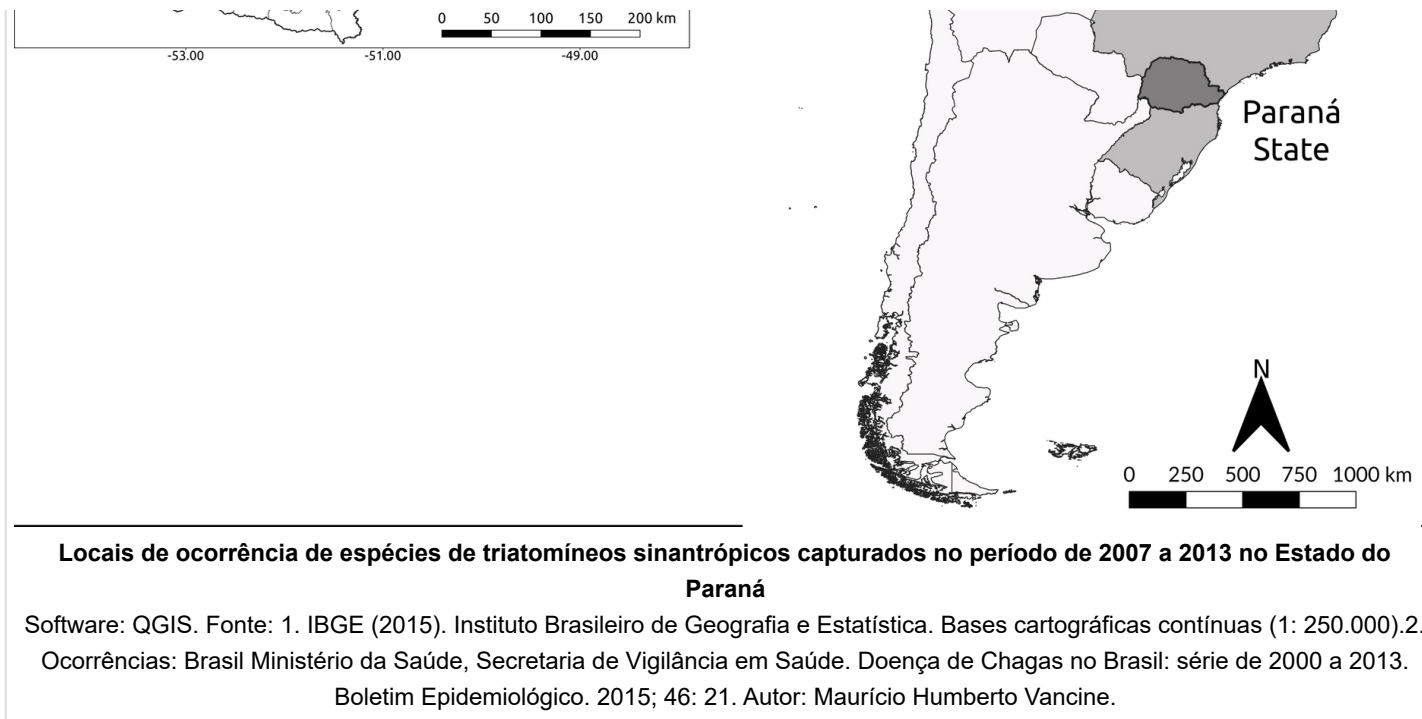 0 50 100 150 200 km
-53.00 -51.00 -49.00
Paraná
State
N
0 250 500 750 1000 km
Locais de ocorrência de espécies de triatomíneos sinantrópicos capturados no período de 2007 a 2013 no Estado do
Paraná
Software: QGIS. Fonte: 1. IBGE (2015). Instituto Brasileiro de Geografia e Estatística. Bases cartográficas contínuas (1: 250.000).2.
Ocorrências: Brasil Ministério da Saúde, Secretaria de Vigilância em Saúde. Doença de Chagas no Brasil: série de 2000 a 2013.
Boletim Epidemiológico. 2015; 46: 21. Autor: Maurício Humberto Vancine.